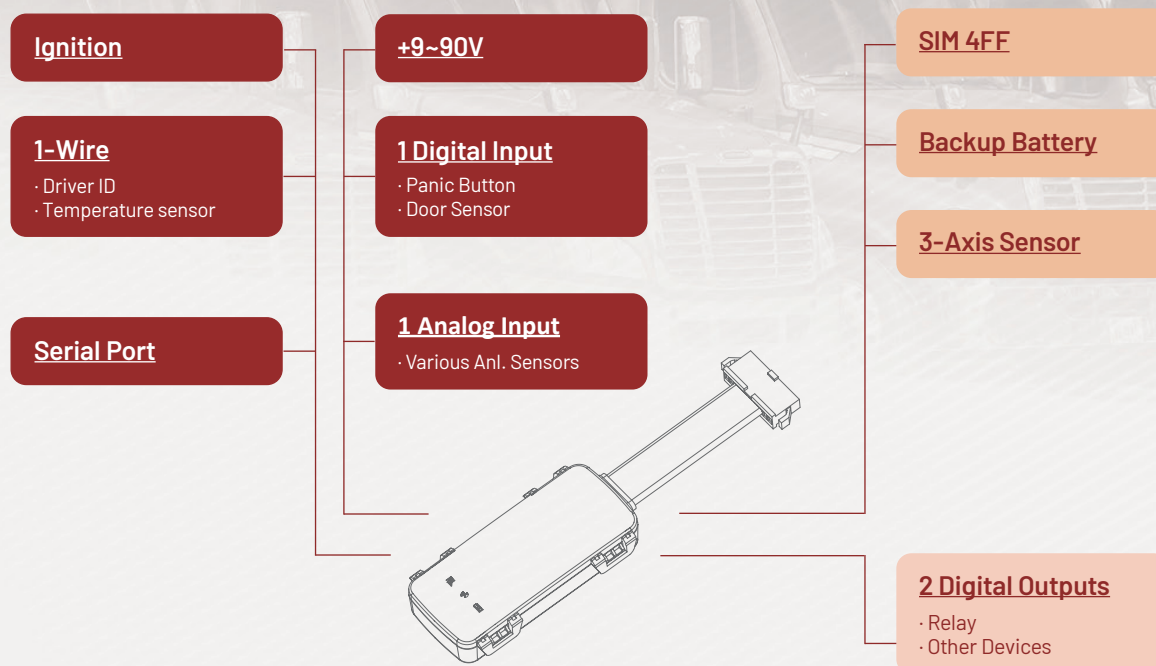 Ignition
1-Wire
· Driver ID
· Temperature sensor
Serial Port
+9~90V
1 Digital Input
· Panic Button
· Door Sensor
1 Analog Input
· Various Anl. Sensors
SIM 4FF
Backup Battery
3-Axis Sensor
2 Digital Outputs
· Relay
· Other Devices